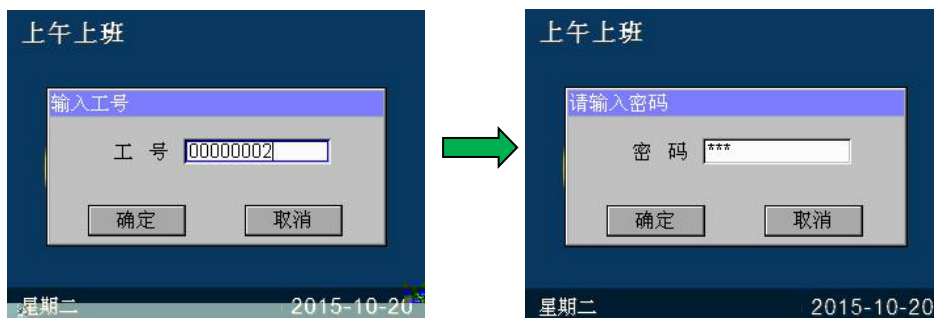 上午上班
输入工号
工 号 00000002
确定 取消
星期二 2015-10-20
上午上班
请输入密码
密 码 ***
确定 取消
星期二 2015-10-20